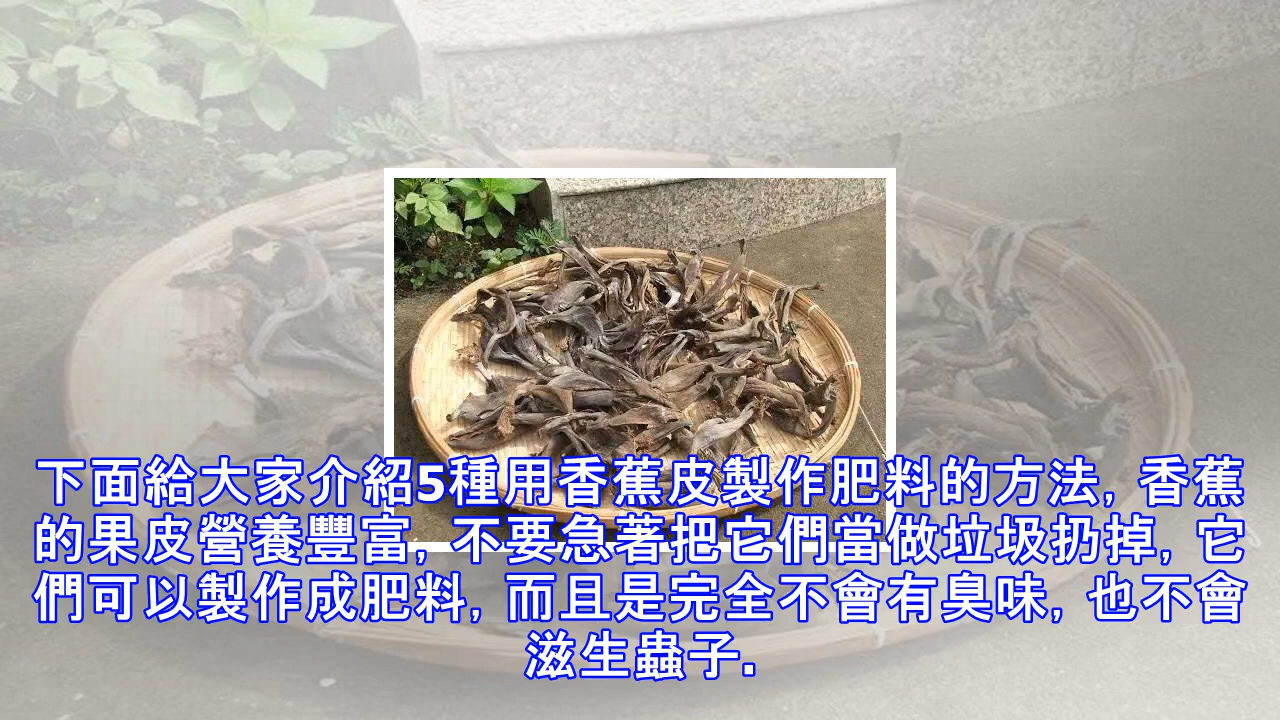 下面給大家介紹5種用香蕉皮製作肥料的方法, 香蕉
的果皮營養豐富, 不要急著把它們當做垃圾扔掉, 它
們可以製作成肥料, 而且是完全不會有臭味, 也不會
滋生蟲子.